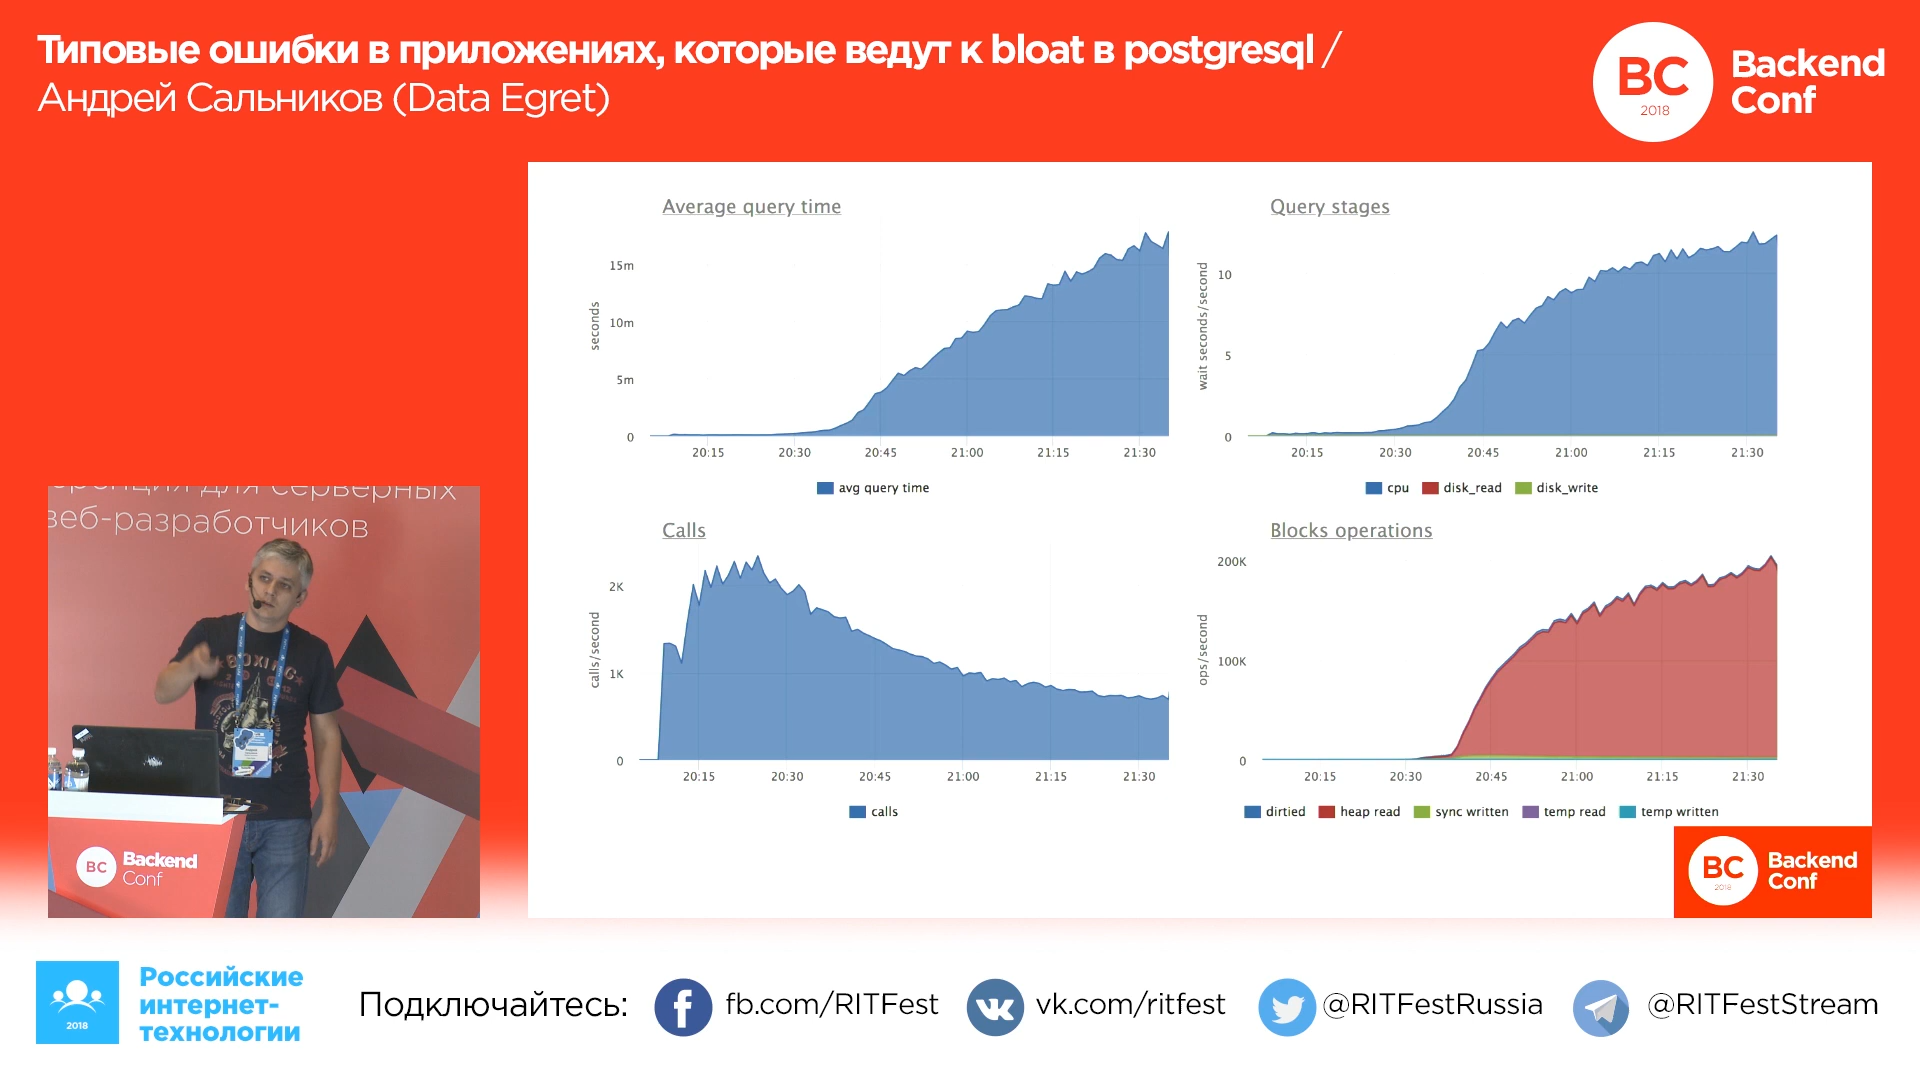 Типовые ошибки в приложениях, которые ведут к bloat в postgresql /
Андрей Сальников (Data Egret)
BC
2018
Backend
Conf
Average query time
seconds
15m
10m
5m
0
20:15 20:30 20:45 21:00 21:15 21:30
avg query time
Query stages
wait seconds/second
10
5
0
20:15 20:30 20:45 21:00 21:15 21:30
cpu disk_read disk_write
Calls
calls/second
2K
1K
0
20:15 20:30 20:45 21:00 21:15 21:30
calls
Blocks operations
ops/second
200K
100K
0
20:15 20:30 20:45 21:00 21:15 21:30
dirtied heap read sync written temp read temp written
BC
2018
Backend
Conf
для серверных
веб-разработчиков
BOXING
BC
Backend
Conf
2018
Российские
интернет-
технологии
Подключайтесь: fb.com/RITFest vk.com/ritfest @RITFestRussia @RITFestStream